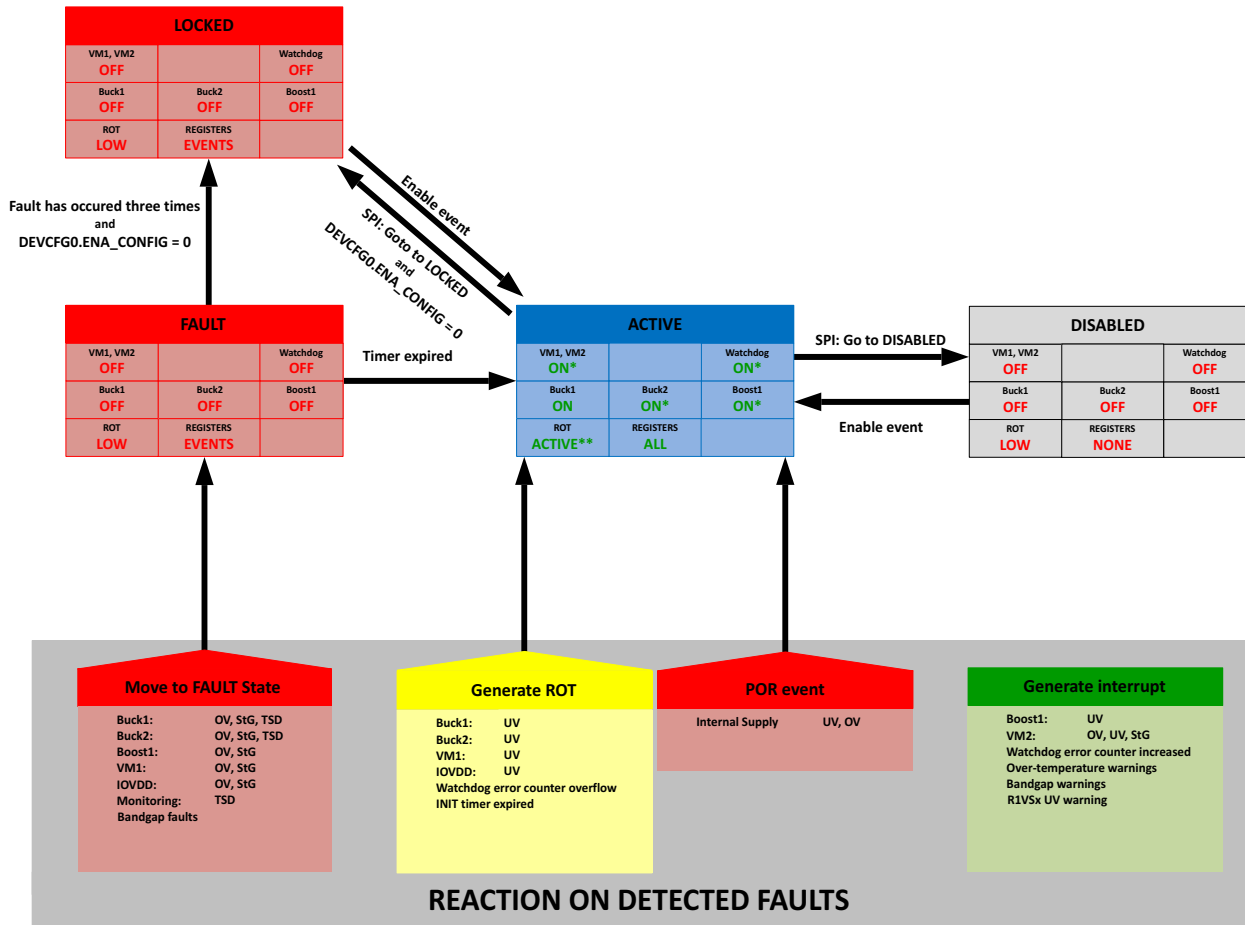 LOCKED
VM1, VM2
OFF
Watchdog
OFF
Buck1
OFF
Buck2
OFF
Boost1
OFF
ROT
LOW
REGISTERS
EVENTS
Fault has occured three times
and
DEVCFG0.ENA_CONFIG = 0
Enable event
SPI: Goto to LOCKED
and
DEVCFG0.ENA_CONFIG = 0
FAULT
VM1, VM2
OFF
Watchdog
OFF
Buck1
OFF
Buck2
OFF
Boost1
OFF
ROT
LOW
REGISTERS
EVENTS
Timer expired
ACTIVE
VM1, VM2
ON*
Watchdog
ON*
Buck1
ON
Buck2
ON*
Boost1
ON*
ROT
ACTIVE**
REGISTERS
ALL
SPI: Go to DISABLED
Enable event
DISABLED
VM1, VM2
OFF
Watchdog
OFF
Buck1
OFF
Buck2
OFF
Boost1
OFF
ROT
LOW
REGISTERS
NONE
Move to FAULT State
Buck1: OV, StG, TSD
Buck2: OV, StG, TSD
Boost1: OV, StG
VM1: OV, StG
IOVDD: OV, StG
Monitoring: TSD
Bandgap faults
Generate ROT
Buck1: UV
Buck2: UV
VM1: UV
IOVDD: UV
Watchdog error counter overflow
INIT timer expired
POR event
Internal Supply UV, OV
Generate interrupt
Boost1: UV
VM2: OV, UV, StG
Watchdog error counter increased
Over-temperature warnings
Bandgap warnings
R1VSx UV warning
REACTION ON DETECTED FAULTS